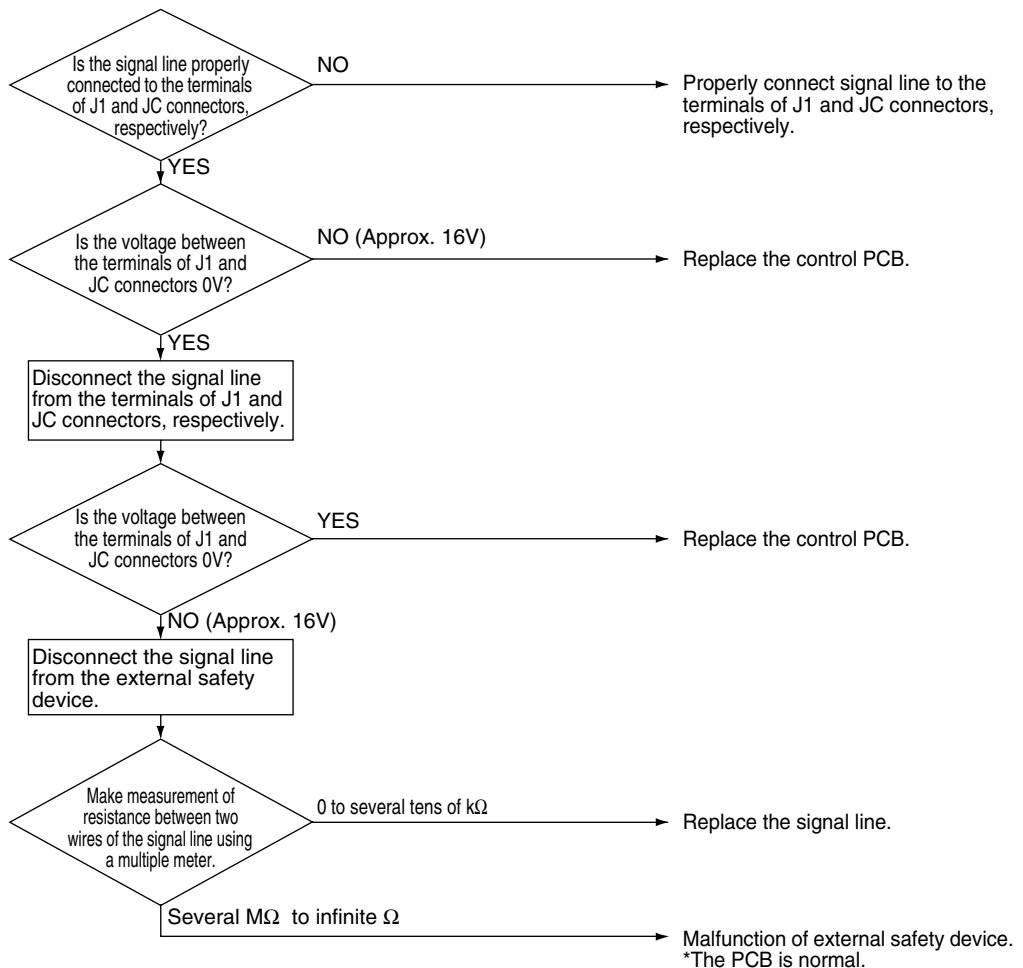 Is the signal line properly
connected to the terminals
of J1 and JC connectors,
respectively?
NO
Properly connect signal line to the
terminals of J1 and JC connectors,
respectively.
YES
Is the voltage between
the terminals of J1 and
JC connectors 0V?
NO (Approx. 16V)
Replace the control PCB.
YES
Disconnect the signal line
from the terminals of J1 and
JC connectors, respectively.
Is the voltage between
the terminals of J1 and
JC connectors 0V?
YES
Replace the control PCB.
NO (Approx. 16V)
Disconnect the signal line
from the external safety
device.
Make measurement of
resistance between two
wires of the signal line using
a multiple meter.
0 to several tens of kΩ
Replace the signal line.
Several MΩ to infinite Ω
Malfunction of external safety device.
*The PCB is normal.